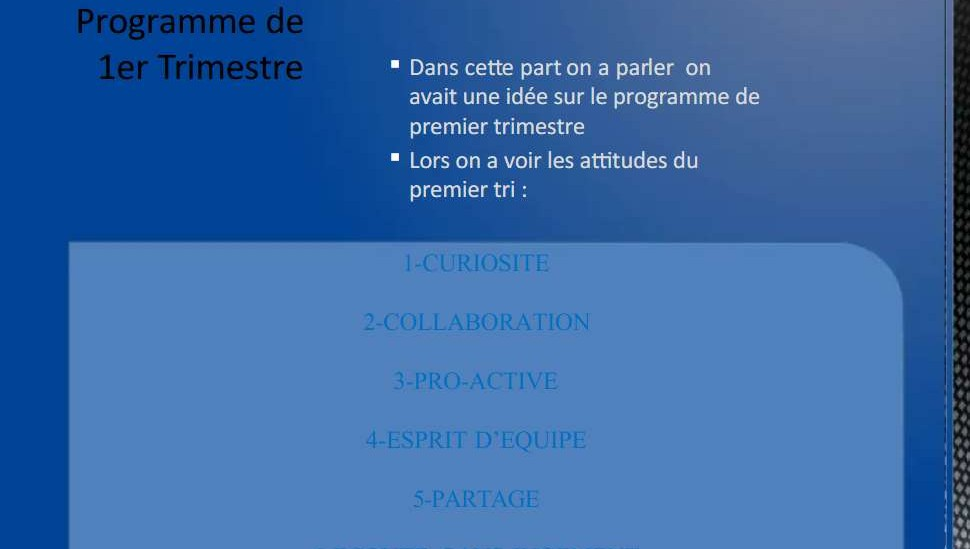 Programme de
1er Trimestre
▪ Dans cette part on a parler on
avait une idée sur le programme de
premier trimestre
▪ Lors on a voir les attitudes du
premier tri :
1-CURIOSITE
2-COLLABORATION
3-PRO-ACTIVE
4-ESPRIT D’EQUIPE
5-PARTAGE